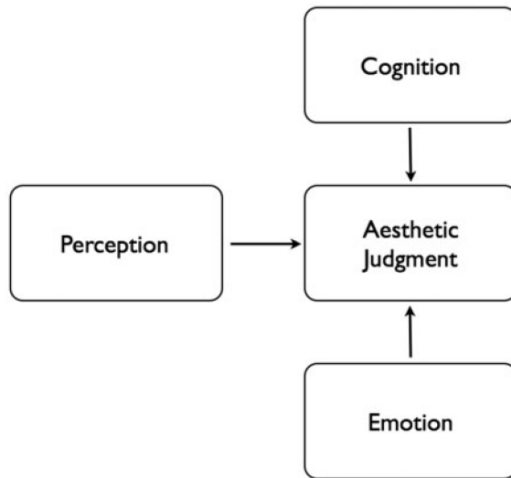 Cognition
Perception
Aesthetic
Judgment
Emotion